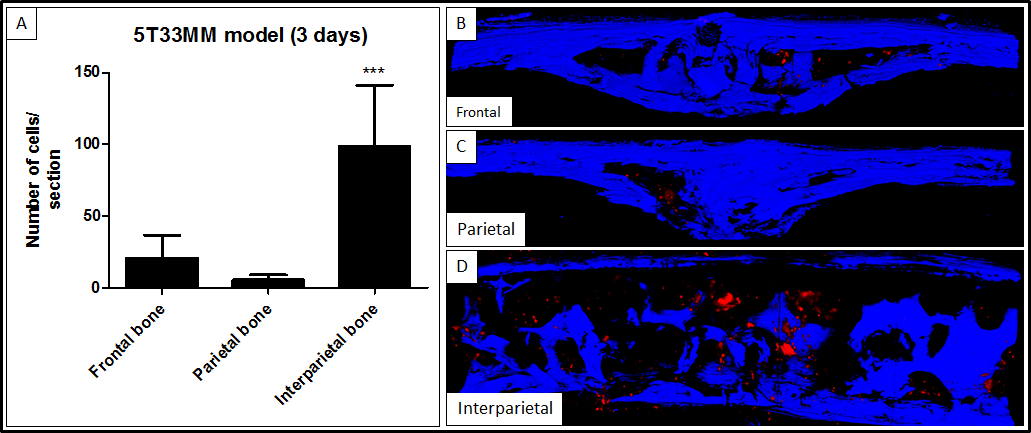 A
5T33MM model (3 days)
Number of cells/
section
150
100
50
0
***
Frontal bone
Parietal bone
Interparietal bone
B
Frontal
C
Parietal
D
Interparietal